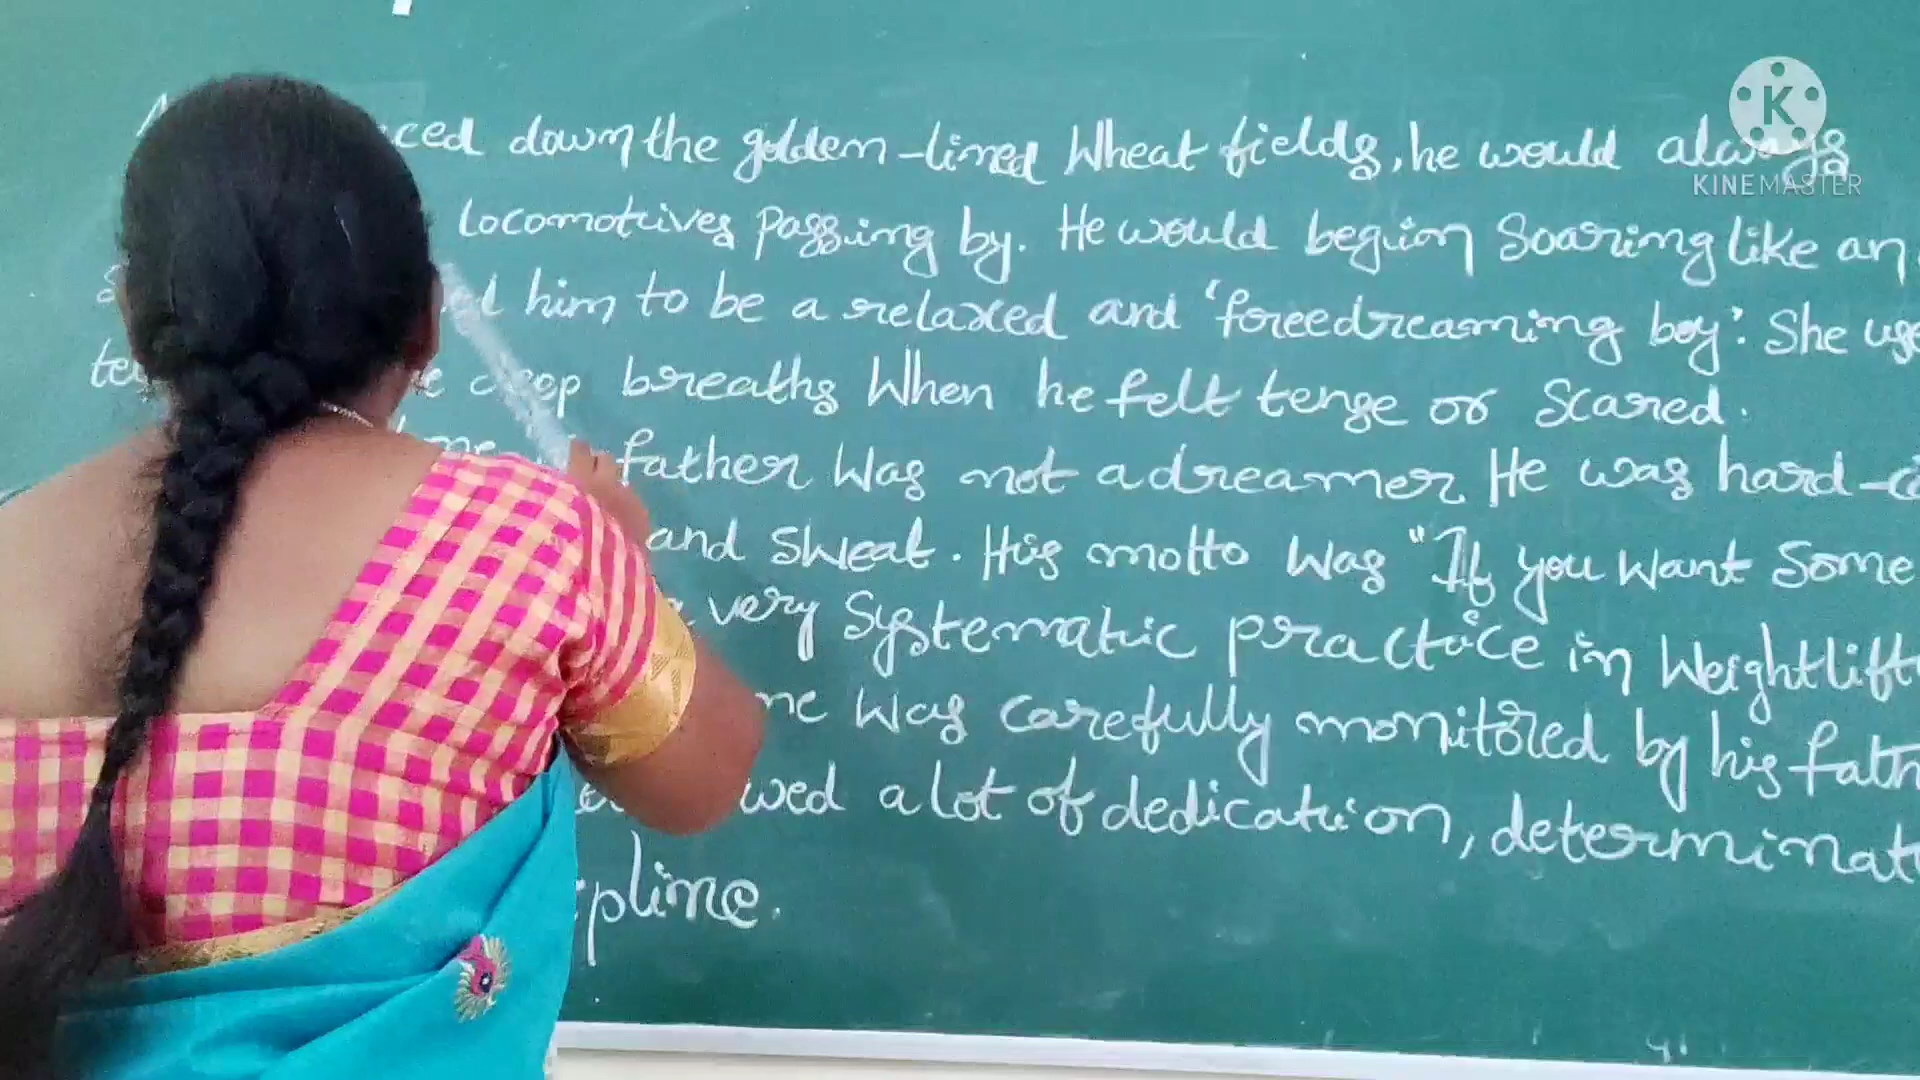 down the golden-lined Wheat fields, he would always
locomotives passing by. He would begin Soaring like an
him to be a relaxed and 'freedreaming boy'. She use
deep breaths When he felt tense or Scared.
father Was not a dreamer He was hard-
and Sweat. His motto Was "If you Want Some
very Systematic practice in Weightlift
Was carefully monitored by his fath
a lot of dedication, determinat
pline.
K
KINEMASTER